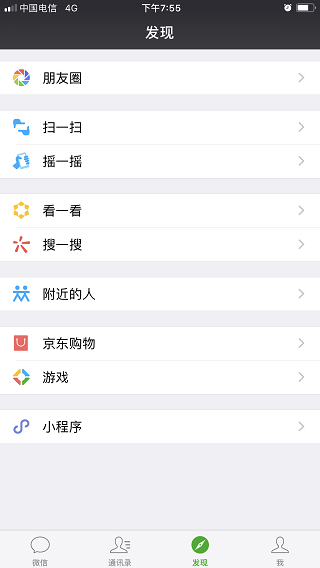 中国电信 4G 下午7:55
发现
朋友圈
扫一扫
摇一摇
看一看
搜一搜
附近的人
京东购物
游戏
小程序
微信 通讯录 发现 我